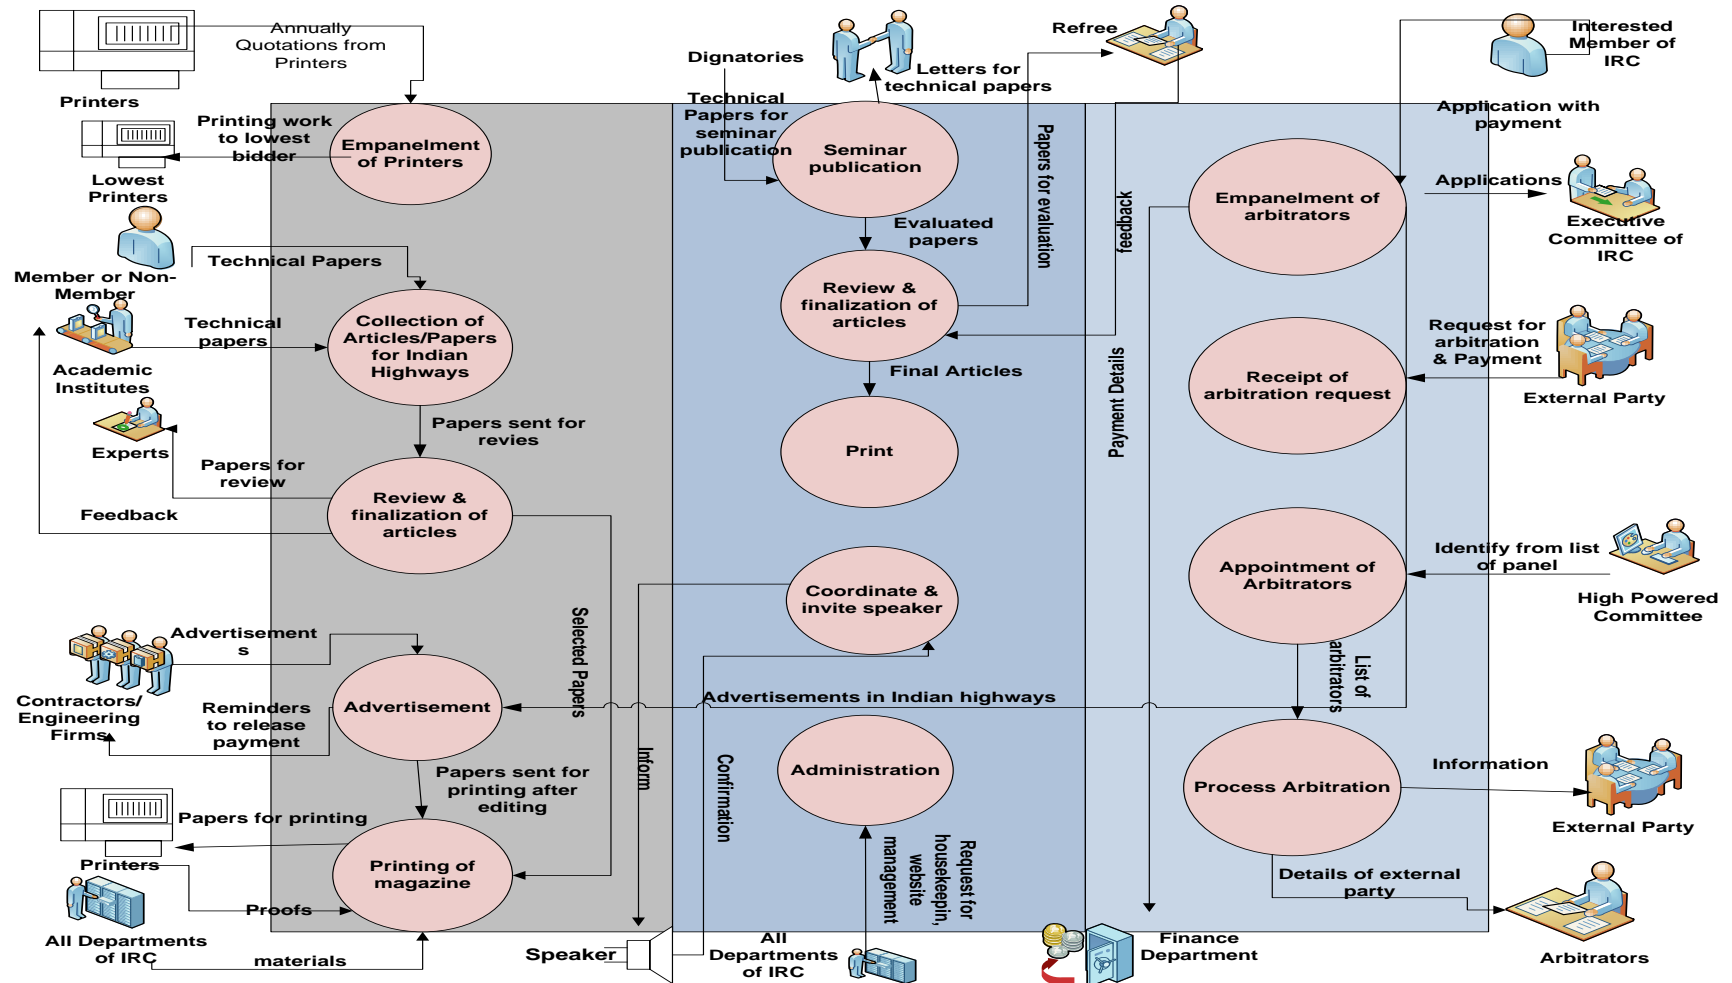 Annually
Quotations from
Printers
Printers
Printing work
to lowest
bidder
Lowest
Printers
Empanelment
of Printers
Member or Non-
Member
Technical Papers
Technical
papers
Academic
Institutes
Collection of
Articles/Papers
for Indian
Highways
Experts
Papers sent for
revies
Papers for
review
Feedback
Review &
finalization of
articles
Selected Papers
Advertisement
s
Contractors/
Engineering
Firms
Reminders
to release
payment
Advertisement
Papers sent for
printing after
editing
Papers for printing
Printers
Printing of
magazine
Proofs
All Departments
of IRC
materials
Dignatories
Technical
Papers for
seminar
publication
Letters for
technical papers
Refree
Seminar
publication
Evaluated
papers
Papers for evaluation
feedback
Review &
finalization of
articles
Final Articles
Print
Coordinate &
invite speaker
Advertisements in Indian highways
Inform
Confirmation
Administration
Request for
housekeepin,
website
management
Speaker
All
Departments
of IRC
Interested
Member of
IRC
Application with
payment
Applications
Executive
Committee of
IRC
Empanelment of
arbitrators
Payment Details
Request for
arbitration
& Payment
External Party
Receipt of
arbitration request
Identify from list
of panel
High Powered
Committee
Appointment of
Arbitrators
List of
arbitrators
Process Arbitration
Information
External Party
Details of external
party
Arbitrators
Finance
Department